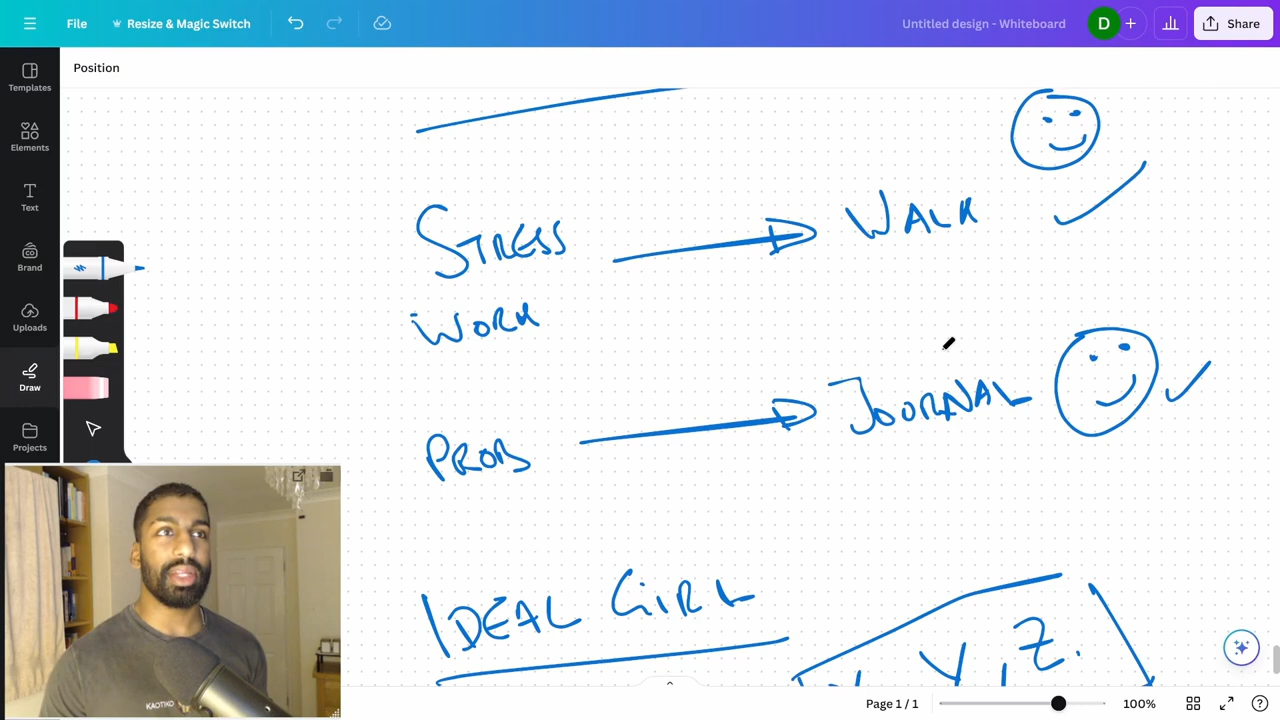 File
Resize & Magic Switch
Untitled design - Whiteboard
D
Share
Templates
Position
Elements
Text
Brand
Uploads
Draw
Projects
STRESS
WALK
WORK
JOURNAL
PROB
IDEAL GIRL
Y, Z.
KAOTIKO
Page 1 / 1
100%